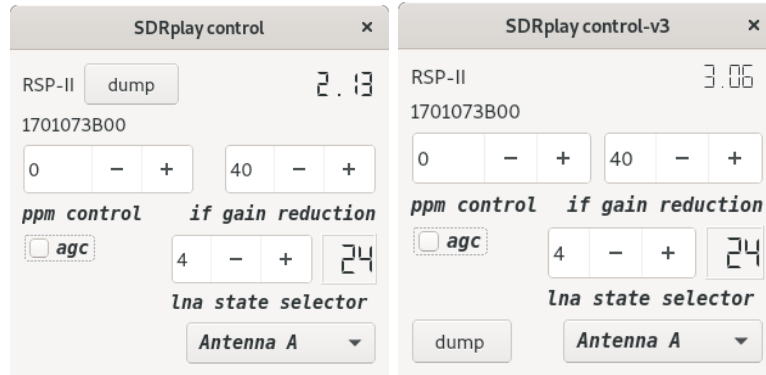 SDRplay control ×
RSP-II dump 2.13
1701073B00
0 − + 40 − +
ppm control if gain reduction
agc 4 − + 24
lna state selector
Antenna A
SDRplay control-v3 ×
RSP-II 3.06
1701073B00
0 − + 40 − +
ppm control if gain reduction
agc 4 − + 24
lna state selector
dump Antenna A